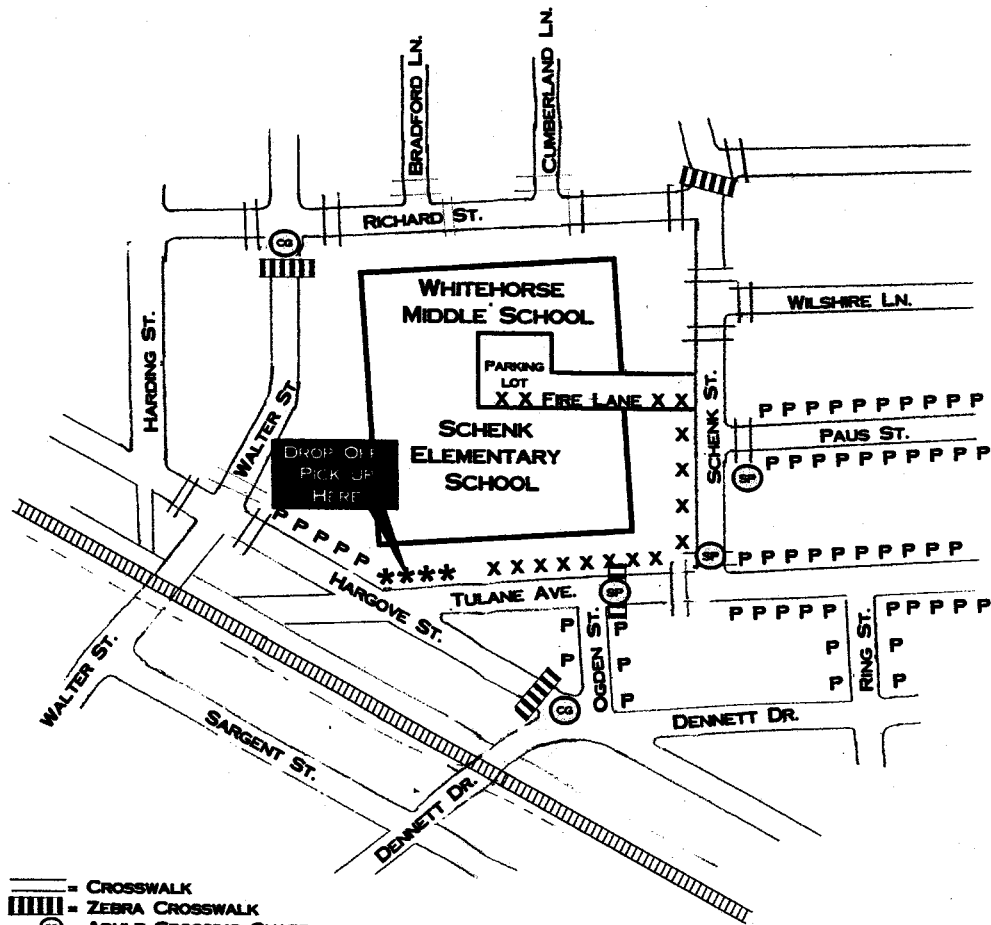 BRADFORD LN.
CUMBERLAND LN.
RICHARD ST.
CG
WHITEHORSE
MIDDLE SCHOOL
WILSHIRE LN.
HARDING ST.
PARKING
LOT
X X FIRE LANE X X
SCHENK ST.
P P P P P P P P P P
PAUS ST.
P P P P P P P P P P
SP
WALTER ST.
SCHENK
ELEMENTARY
SCHOOL
DROP OFF
PICK UP
HERE
X
X
X
X
SP
P P P P P P P P P P
P P P P P
****
X X X X X X X X
HARGOVE ST.
TULANE AVE.
SP
P P P P P
P P P P P
P
P
P
P
P
OGDEN ST.
P
P
RING ST.
P
P
CG
DENNETT DR.
WALTER ST.
SARGENT ST.
DENNETT DR.
= CROSSWALK
= ZEBRA CROSSWALK